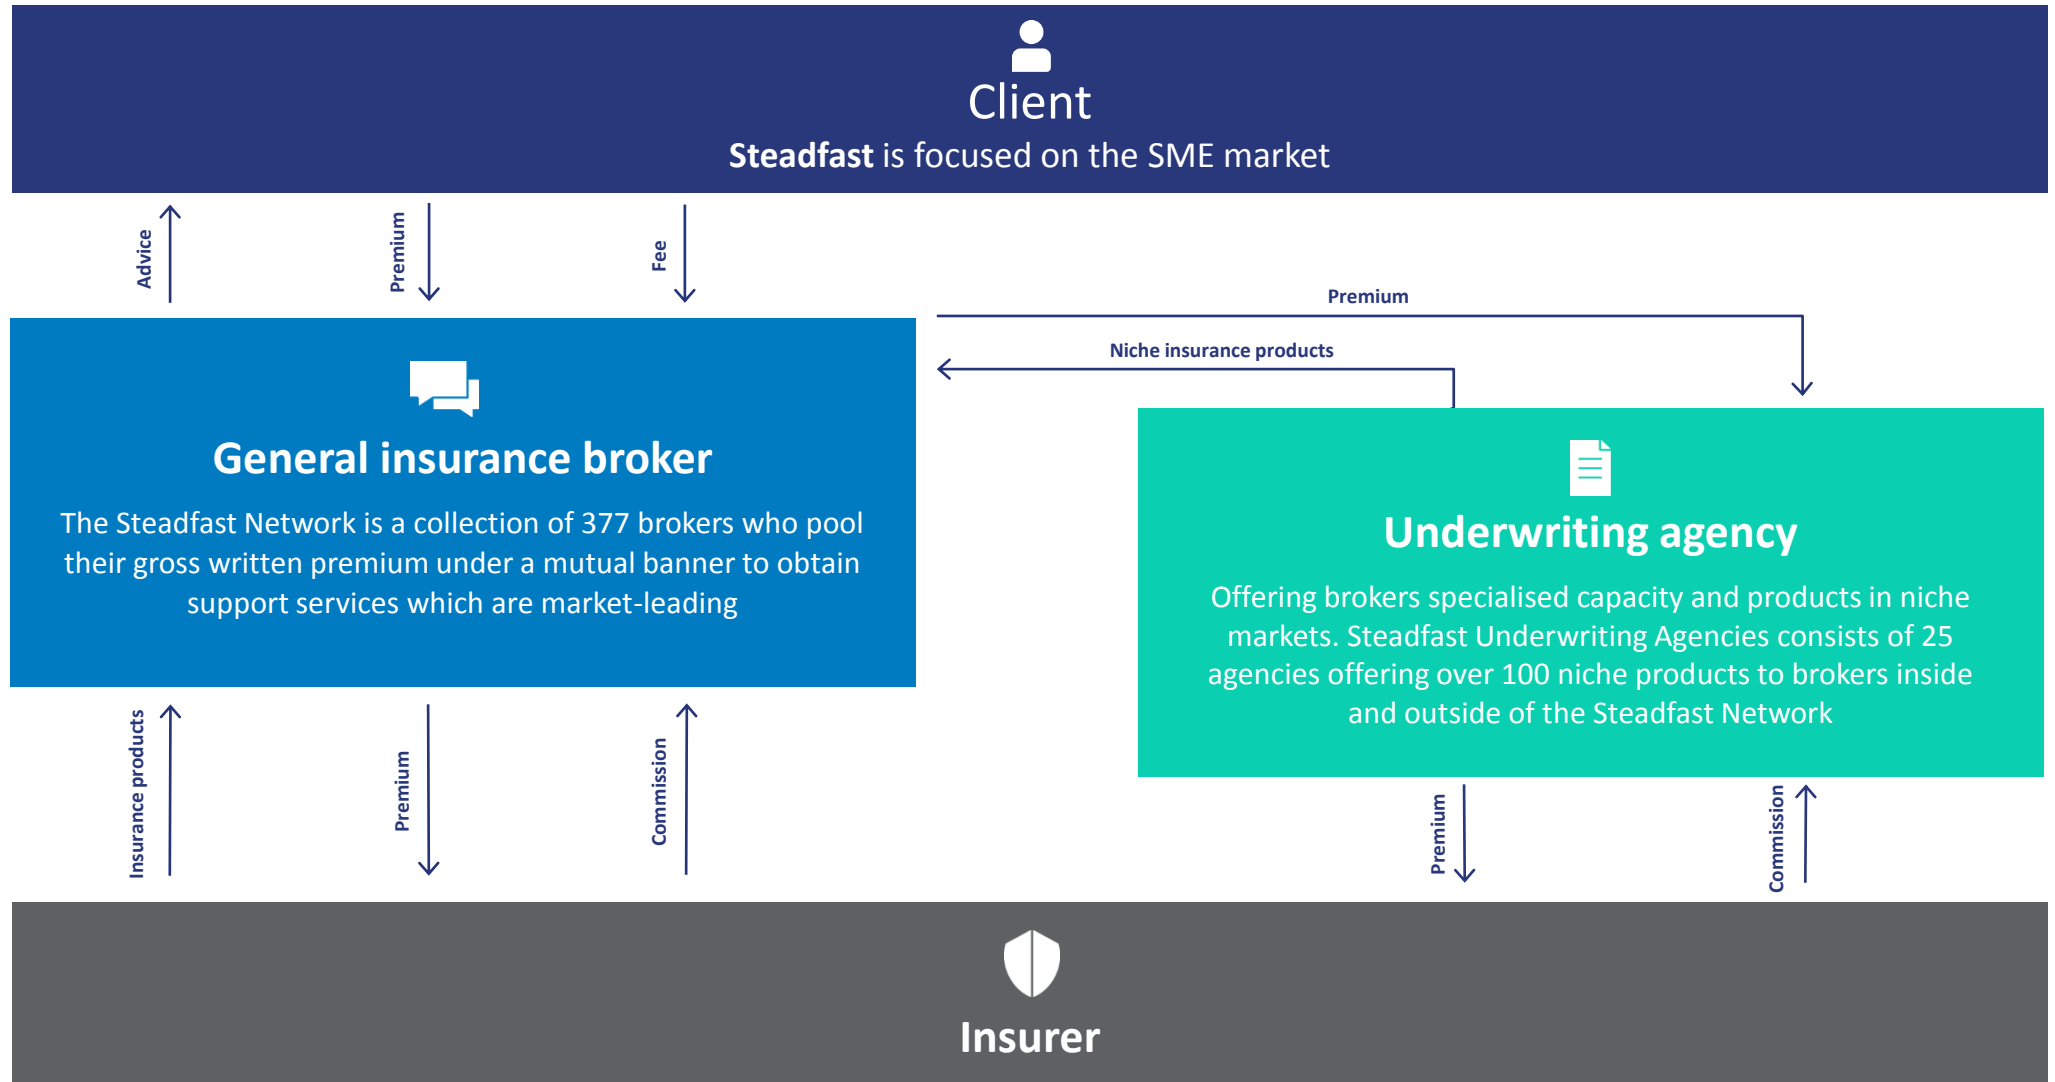 Client
Steadfast is focused on the SME market
Advice
Premium
Fee
Premium
Niche insurance products
General insurance broker
The Steadfast Network is a collection of 377 brokers who pool
their gross written premium under a mutual banner to obtain
support services which are market-leading
Underwriting agency
Offering brokers specialised capacity and products in niche
markets. Steadfast Underwriting Agencies consists of 25
agencies offering over 100 niche products to brokers inside
and outside of the Steadfast Network
Insurance products
Premium
Commission
Premium
Commission
Insurer